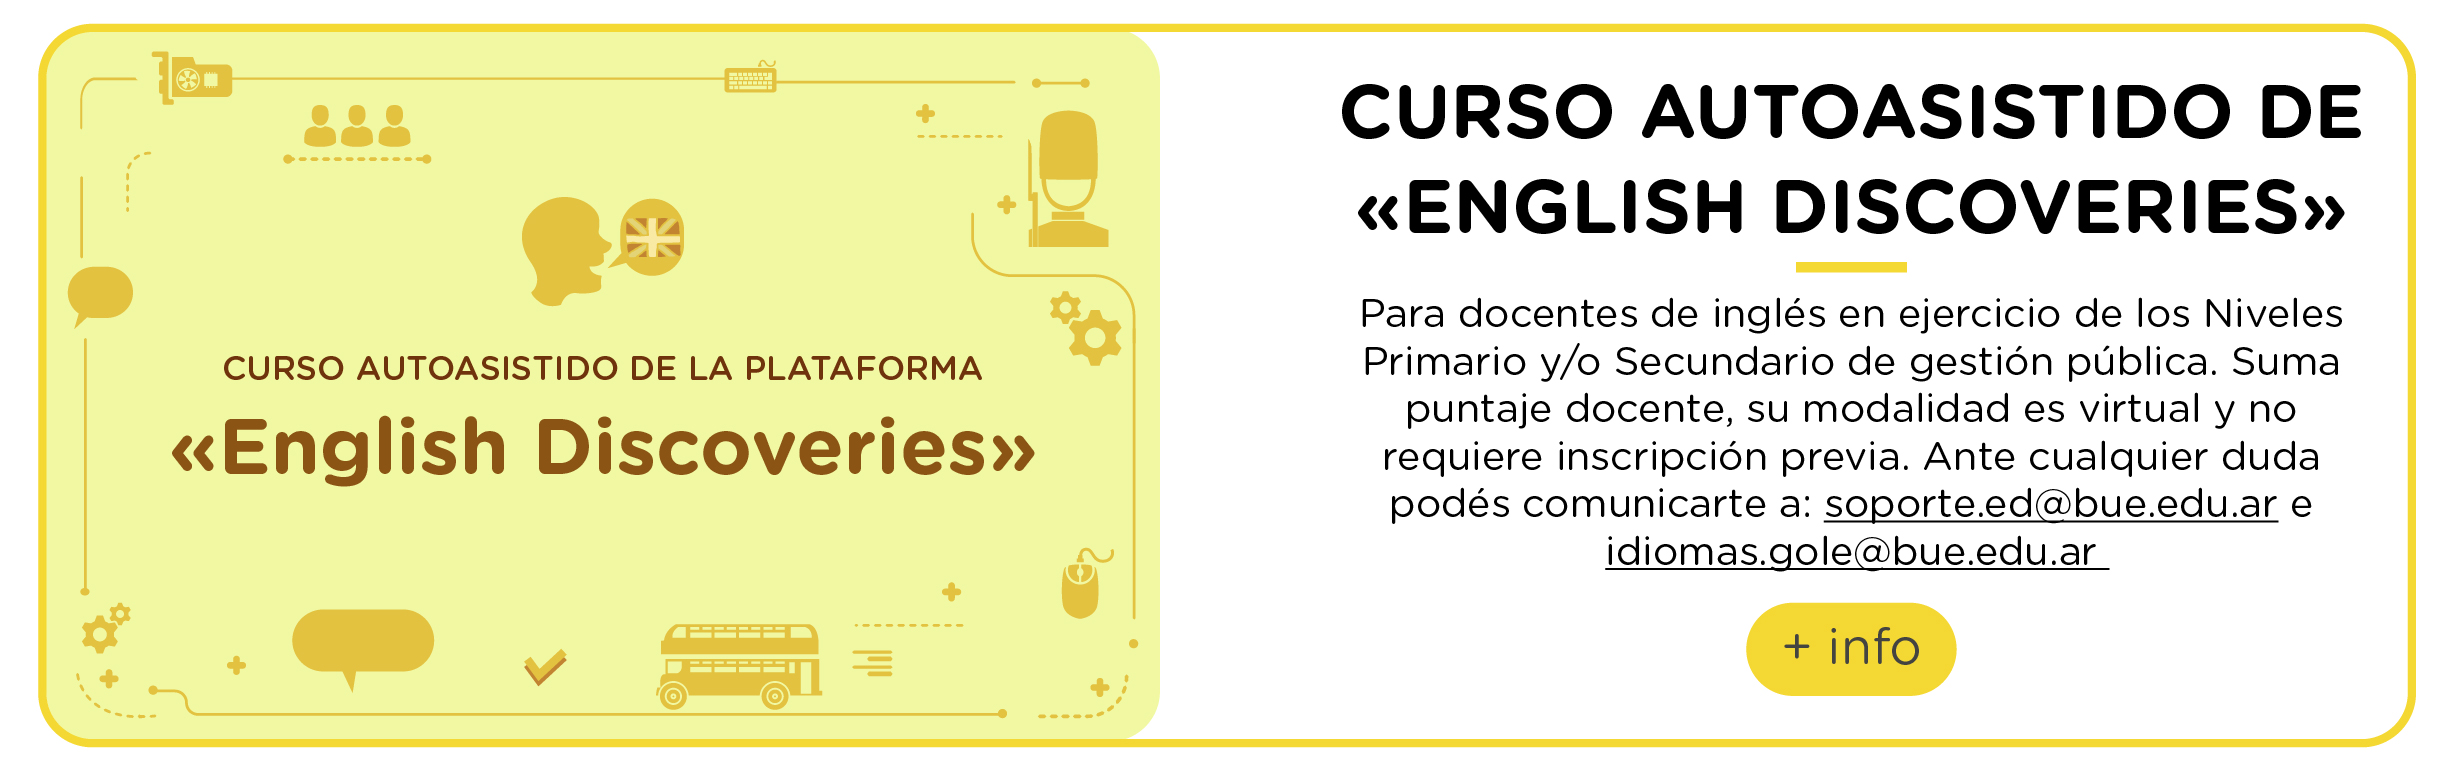 CURSO AUTOASISTIDO DE LA PLATAFORMA
«English Discoveries»
CURSO AUTOASISTIDO DE
«ENGLISH DISCOVERIES»
Para docentes de inglés en ejercicio de los Niveles
Primario y/o Secundario de gestión pública. Suma
puntaje docente, su modalidad es virtual y no
requiere inscripción previa. Ante cualquier duda
podés comunicarte a: soporte.ed@bue.edu.ar e
idiomas.gole@bue.edu.ar
+ info